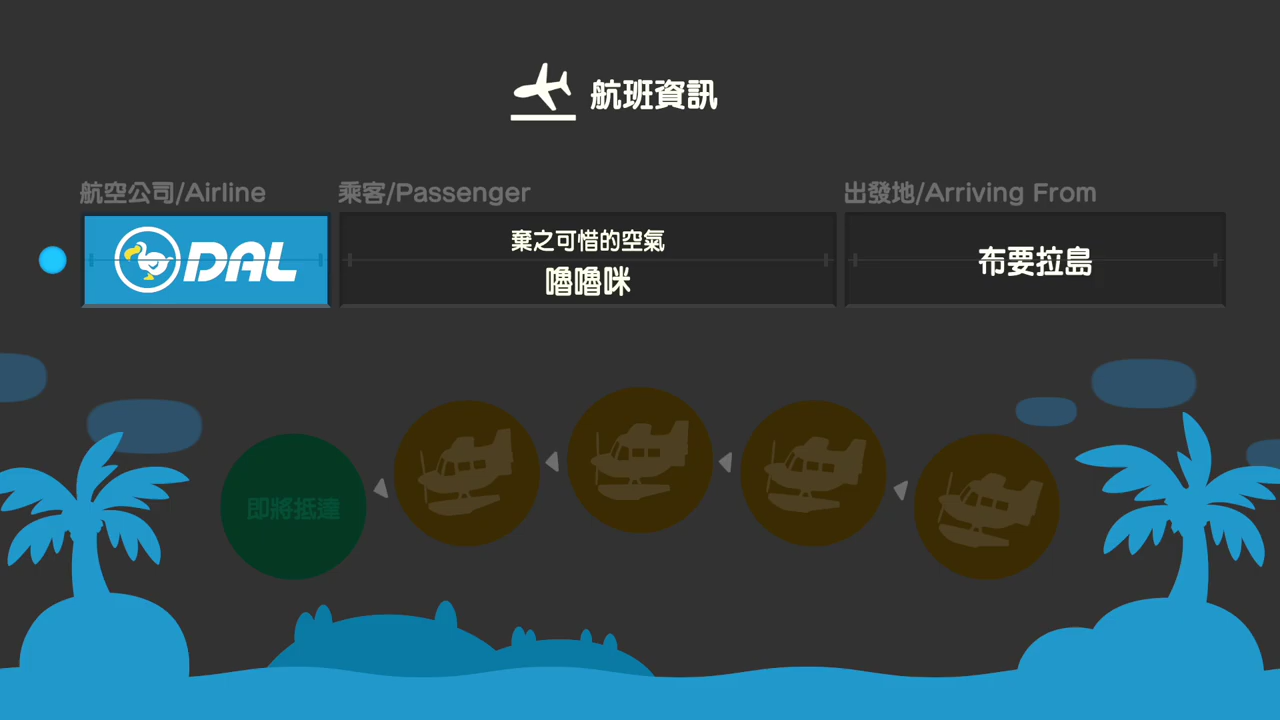 航班資訊
航空公司/Airline
乘客/Passenger
出發地/Arriving From
DAL
棄之可惜的空氣
嚕嚕咪
布要拉島
即將抵達